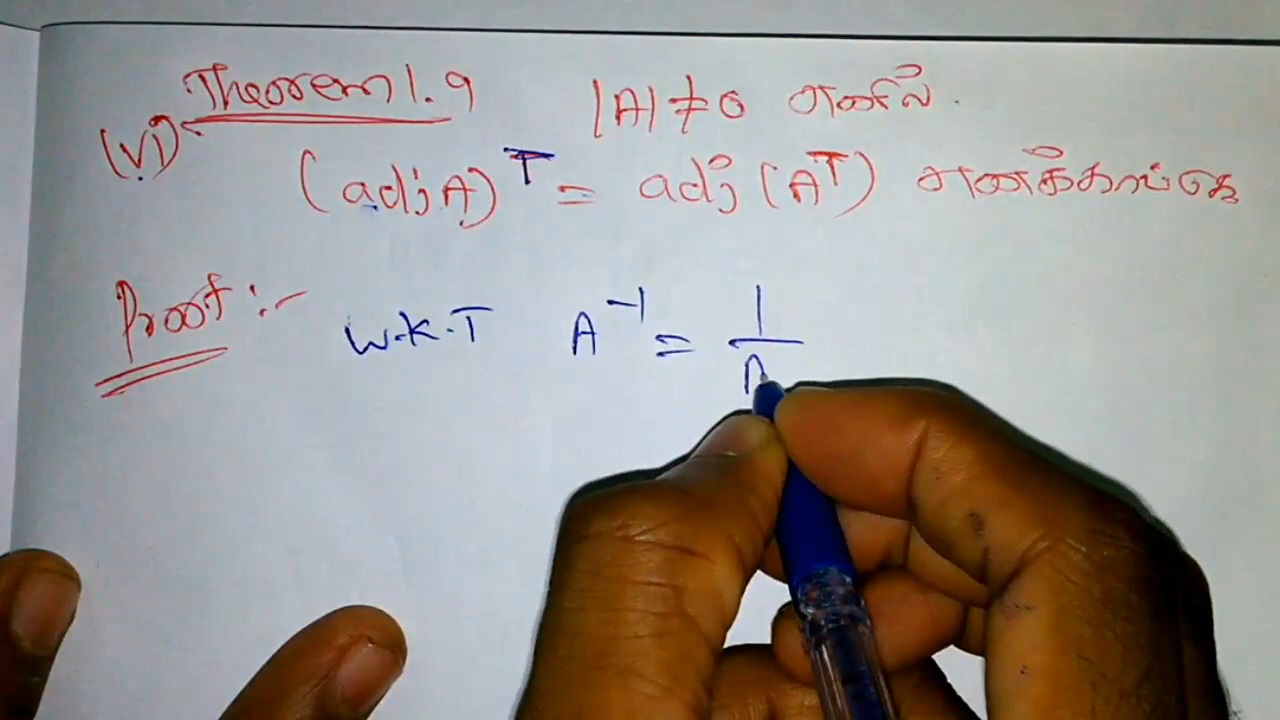 Theorem 1.9 |A| ≠ 0 எனில்.
(vi) (adj A)ᵀ = adj (Aᵀ) எனக்காட்டுக
Proof :- W.K.T A⁻¹ = 1/A